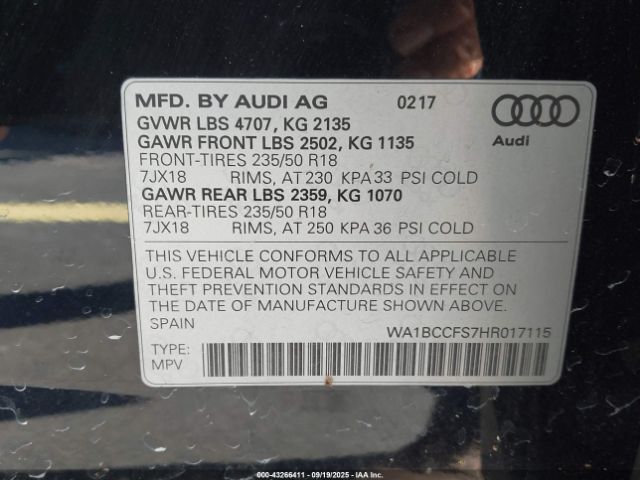 MFD. BY AUDI AG 0217
GVWR LBS 4707, KG 2135
GAWR FRONT LBS 2502, KG 1135
FRONT-TIRES 235/50 R18
7JX18 RIMS, AT 230 KPA 33 PSI COLD
GAWR REAR LBS 2359, KG 1070
REAR-TIRES 235/50 R18
7JX18 RIMS, AT 250 KPA 36 PSI COLD
Audi
THIS VEHICLE CONFORMS TO ALL APPLICABLE
U.S. FEDERAL MOTOR VEHICLE SAFETY AND
THEFT PREVENTION STANDARDS IN EFFECT ON
THE DATE OF MANUFACTURE SHOWN ABOVE.
SPAIN WA1BCCFS7HR017115
TYPE:
MPV
000-43266411 - 09/19/2025 - IAA Inc.